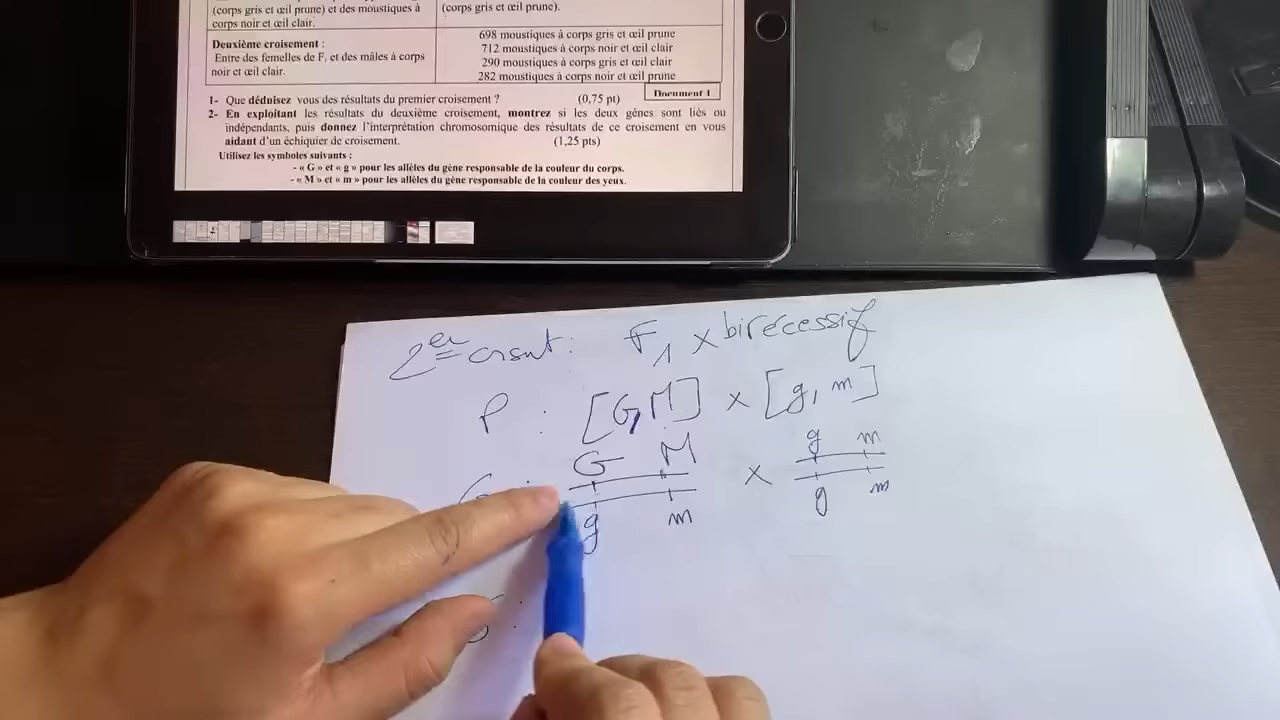 (corps gris et œil prune) et des moustiques à
corps noir et œil clair.
(corps gris et œil prune).
Deuxième croisement :
Entre des femelles de F1 et des mâles à corps
noir et œil clair.
698 moustiques à corps gris et œil prune
712 moustiques à corps noir et œil clair
290 moustiques à corps gris et œil clair
282 moustiques à corps noir et œil prune
Document 1
1- Que déduisez vous des résultats du premier croisement ? (0,75 pt)
2- En exploitant les résultats du deuxième croisement, montrez si les deux gènes sont liés ou
indépendants, puis donnez l'interprétation chromosomique des résultats de ce croisement en vous
aidant d'un échiquier de croisement. (1,25 pts)
Utilisez les symboles suivants :
- « G » et « g » pour les allèles du gène responsable de la couleur du corps.
- « M » et « m » pour les allèles du gène responsable de la couleur des yeux.
2er crsmt : F1 × birécessif
P : [G, M] × [g, m]
G M × g m
g m g m